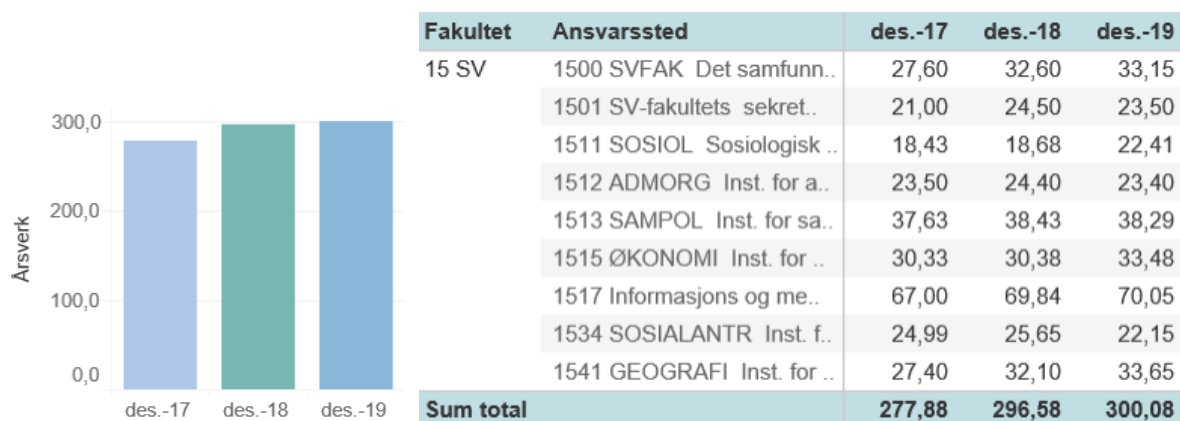 300,0
200,0
100,0
0,0
Årsverk
des.-17 des.-18 des.-19
Fakultet Ansvarssted des.-17 des.-18 des.-19
15 SV 1500 SVFAK Det samfunn.. 27,60 32,60 33,15
1501 SV-fakultets sekret.. 21,00 24,50 23,50
1511 SOSIOL Sosiologisk .. 18,43 18,68 22,41
1512 ADMORG Inst. for a.. 23,50 24,40 23,40
1513 SAMPOL Inst. for sa.. 37,63 38,43 38,29
1515 ØKONOMI Inst. for .. 30,33 30,38 33,48
1517 Informasjons og me.. 67,00 69,84 70,05
1534 SOSIALANTR Inst. f.. 24,99 25,65 22,15
1541 GEOGRAFI Inst. for .. 27,40 32,10 33,65
Sum total 277,88 296,58 300,08